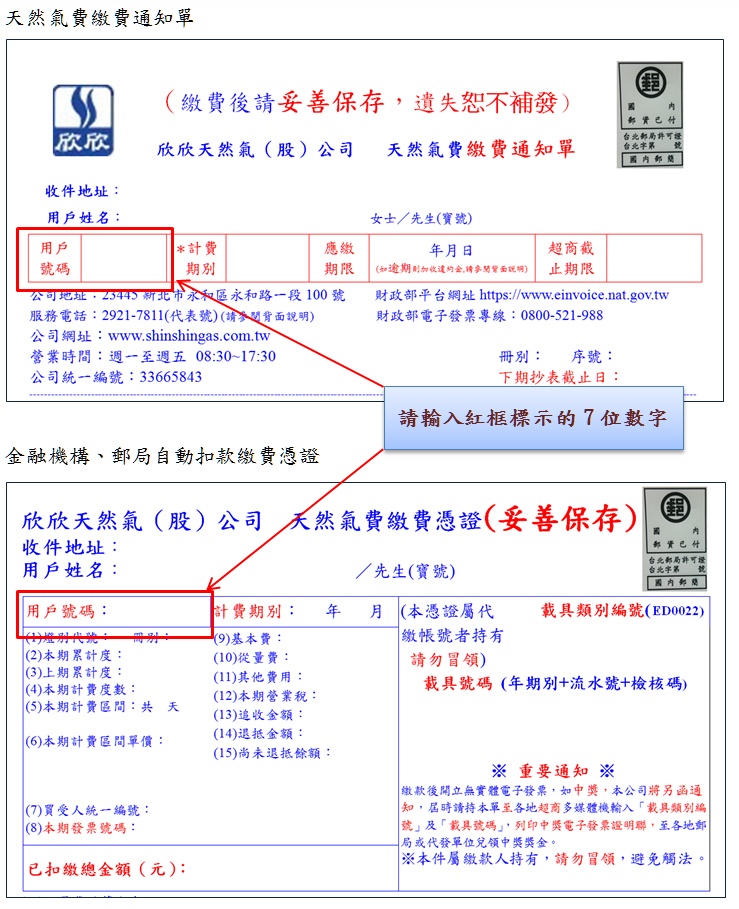 天然氣費繳費通知單
（繳費後請妥善保存，遺失恕不補發）
郵
國 內
郵資已付
台北郵局許可證
台北字第 號
國內郵簡
欣欣
欣欣天然氣（股）公司 天然氣費繳費通知單
收件地址：
用戶姓名： 女士／先生(寶號)
用戶號碼
*計費期別
應繳期限
年月日
(如逾期則加收違約金,請參閱背面說明)
超商截止期限
公司地址：23445 新北市永和區永和路一段 100 號 財政部平台網址 https://www.einvoice.nat.gov.tw
服務電話：2921-7811(代表號) (請參閱背面說明) 財政部電子發票專線：0800-521-988
公司網址：www.shinshingas.com.tw
營業時間：週一至週五 08:30~17:30 冊別： 序號：
公司統一編號：33665843 下期抄表截止日：
請輸入紅框標示的 7 位數字
金融機構、郵局自動扣款繳費憑證
欣欣天然氣（股）公司 天然氣費繳費憑證(妥善保存)
郵
國 內
郵資已付
台北郵局許可證
台北字第 號
國內郵簡
收件地址：
用戶姓名： ／先生(寶號)
用戶號碼： 計費期別： 年 月
(1)燈別代號： 冊別：
(2)本期累計度：
(3)上期累計度：
(4)本期計費度數：
(5)本期計費區間：共 天
(6)本期計費區間單價：
(7)買受人統一編號：
(8)本期發票號碼：
(9)基本費：
(10)從量費：
(11)其他費用：
(12)本期營業稅：
(13)追收金額：
(14)退抵金額：
(15)尚未退抵餘額：
已扣繳總金額（元）：
(本憑證屬代 載具類別編號(ED0022)
繳帳號者持有
請勿冒領)
載具號碼 (年期別+流水號+檢核碼)
※ 重要通知 ※
繳款後開立無實體電子發票，如中獎，本公司將另函通
知，屆時請持本單至各地超商多媒體機輸入「載具類別編
號」及「載具號碼」，列印中獎電子發票證明聯，至各地郵
局或代發單位兌領中獎獎金。
※本件屬繳款人持有，請勿冒領，避免觸法。